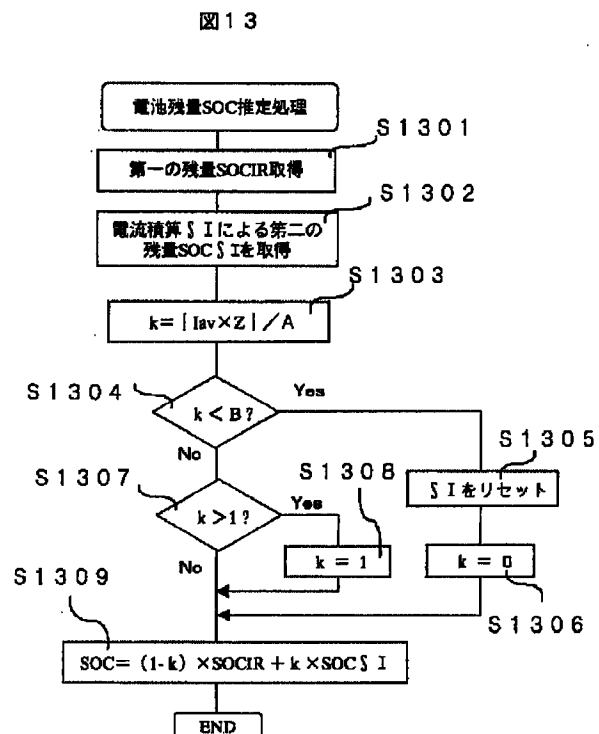 図13
電池残量SOC推定処理
S1301
第一の残量SOCIR取得
S1302
電流積算∫Iによる第二の
残量SOC∫Iを取得
S1303
k=|Iav×Z|/A
S1304
k<B?
Yes
No
S1305
∫Iをリセット
S1307
k>1?
Yes
No
S1308
k = 1
k = 0
S1306
S1309
SOC= (1-k) ×SOCIR + k×SOC∫I
END